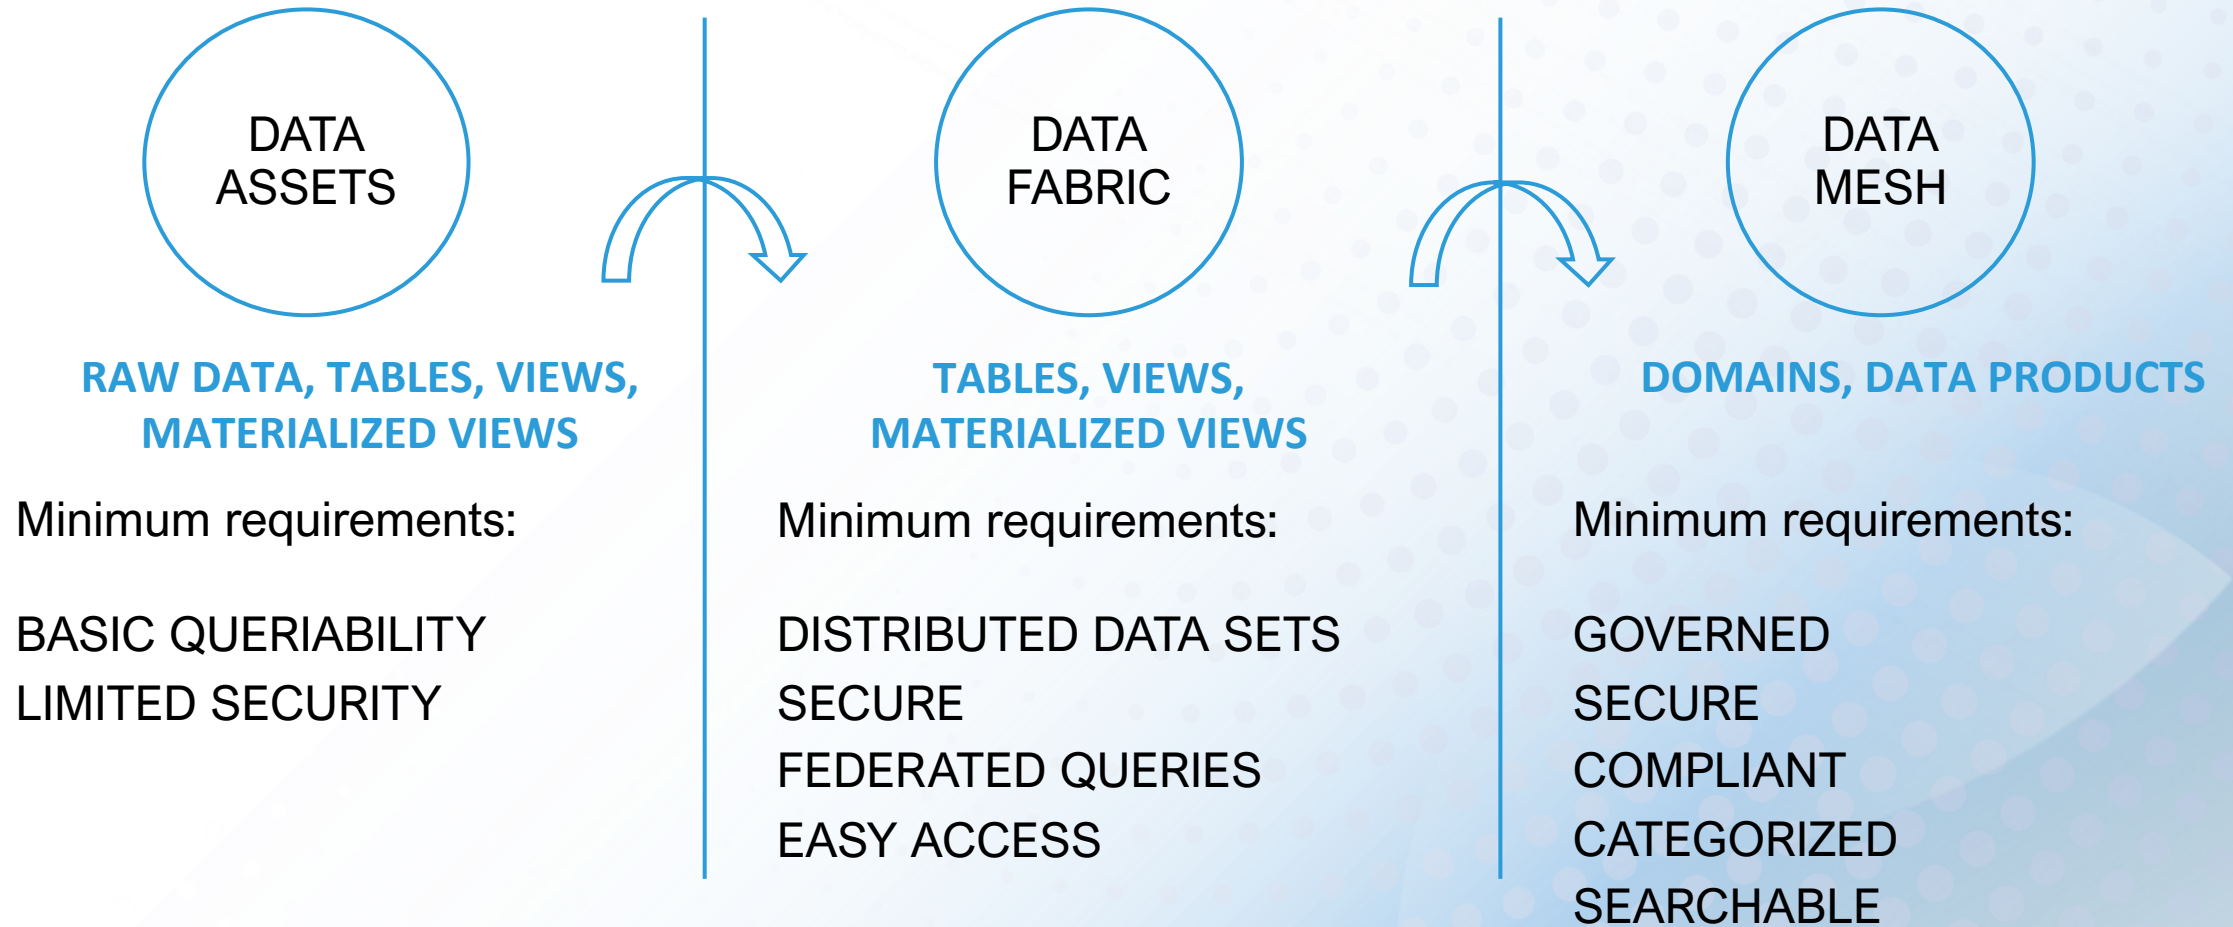 DATA
ASSETS
RAW DATA, TABLES, VIEWS,
MATERIALIZED VIEWS
Minimum requirements:
BASIC QUERIABILITY
LIMITED SECURITY
DATA
FABRIC
TABLES, VIEWS,
MATERIALIZED VIEWS
Minimum requirements:
DISTRIBUTED DATA SETS
SECURE
FEDERATED QUERIES
EASY ACCESS
DATA
MESH
DOMAINS, DATA PRODUCTS
Minimum requirements:
GOVERNED
SECURE
COMPLIANT
CATEGORIZED
SEARCHABLE